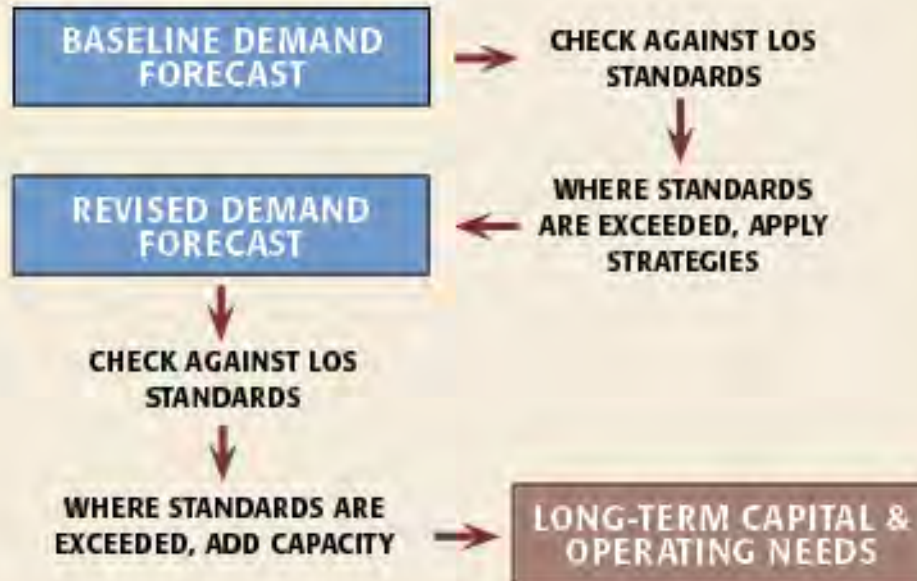 BASELINE DEMAND
FORECAST
CHECK AGAINST LOS
STANDARDS
WHERE STANDARDS
ARE EXCEEDED, APPLY
STRATEGIES
REVISED DEMAND
FORECAST
CHECK AGAINST LOS
STANDARDS
WHERE STANDARDS ARE
EXCEEDED, ADD CAPACITY
LONG-TERM CAPITAL &
OPERATING NEEDS